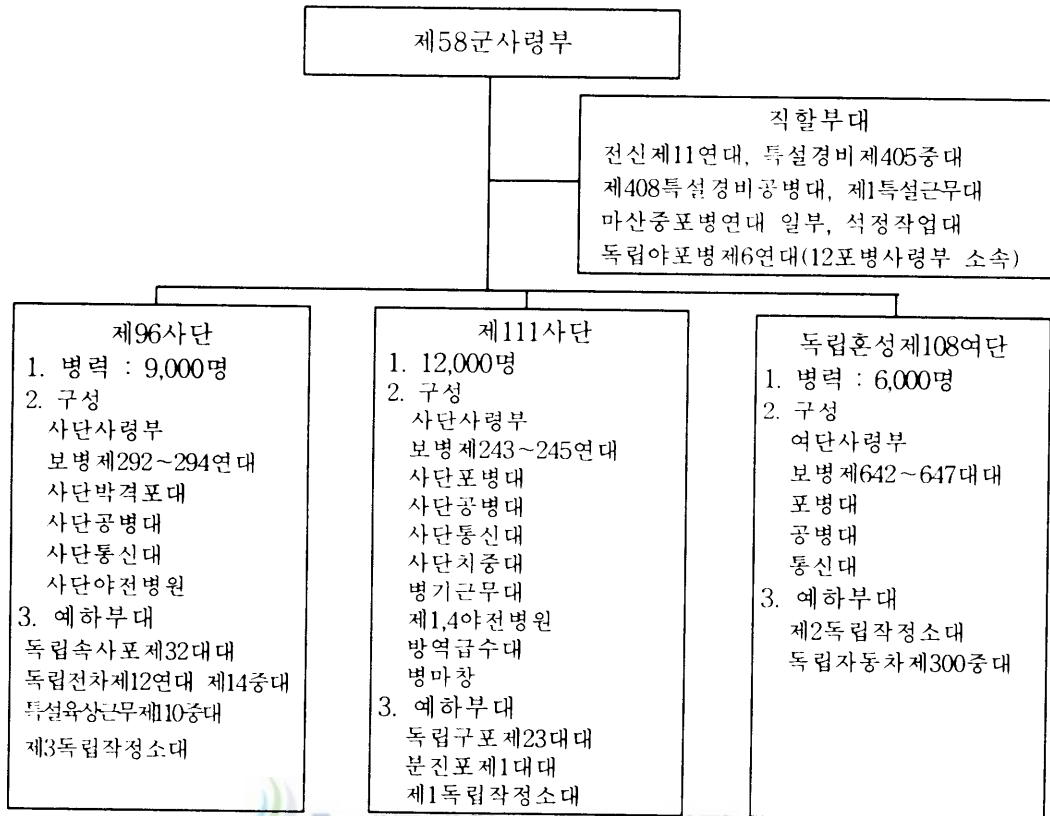 제58군사령부
직할부대
전신제11연대, 특설경비제405중대
제408특설경비공병대, 제1특설근무대
마산중포병연대 일부, 석정작업대
독립야포병제6연대(12포병사령부 소속)
제96사단
1. 병력 : 9,000명
2. 구성
사단사령부
보병제292~294연대
사단박격포대
사단공병대
사단통신대
사단야전병원
3. 예하부대
독립속사포제32대대
독립전차제12연대 제14중대
특설육상근무제110중대
제3독립작정소대
제111사단
1. 12,000명
2. 구성
사단사령부
보병제243~245연대
사단포병대
사단공병대
사단통신대
사단치중대
병기근무대
제1,4야전병원
방역급수대
병마창
3. 예하부대
독립구포제23대대
분진포제1대대
제1독립작정소대
독립혼성제108여단
1. 병력 : 6,000명
2. 구성
여단사령부
보병제642~647대대
포병대
공병대
통신대
3. 예하부대
제2독립작정소대
독립자동차제300중대